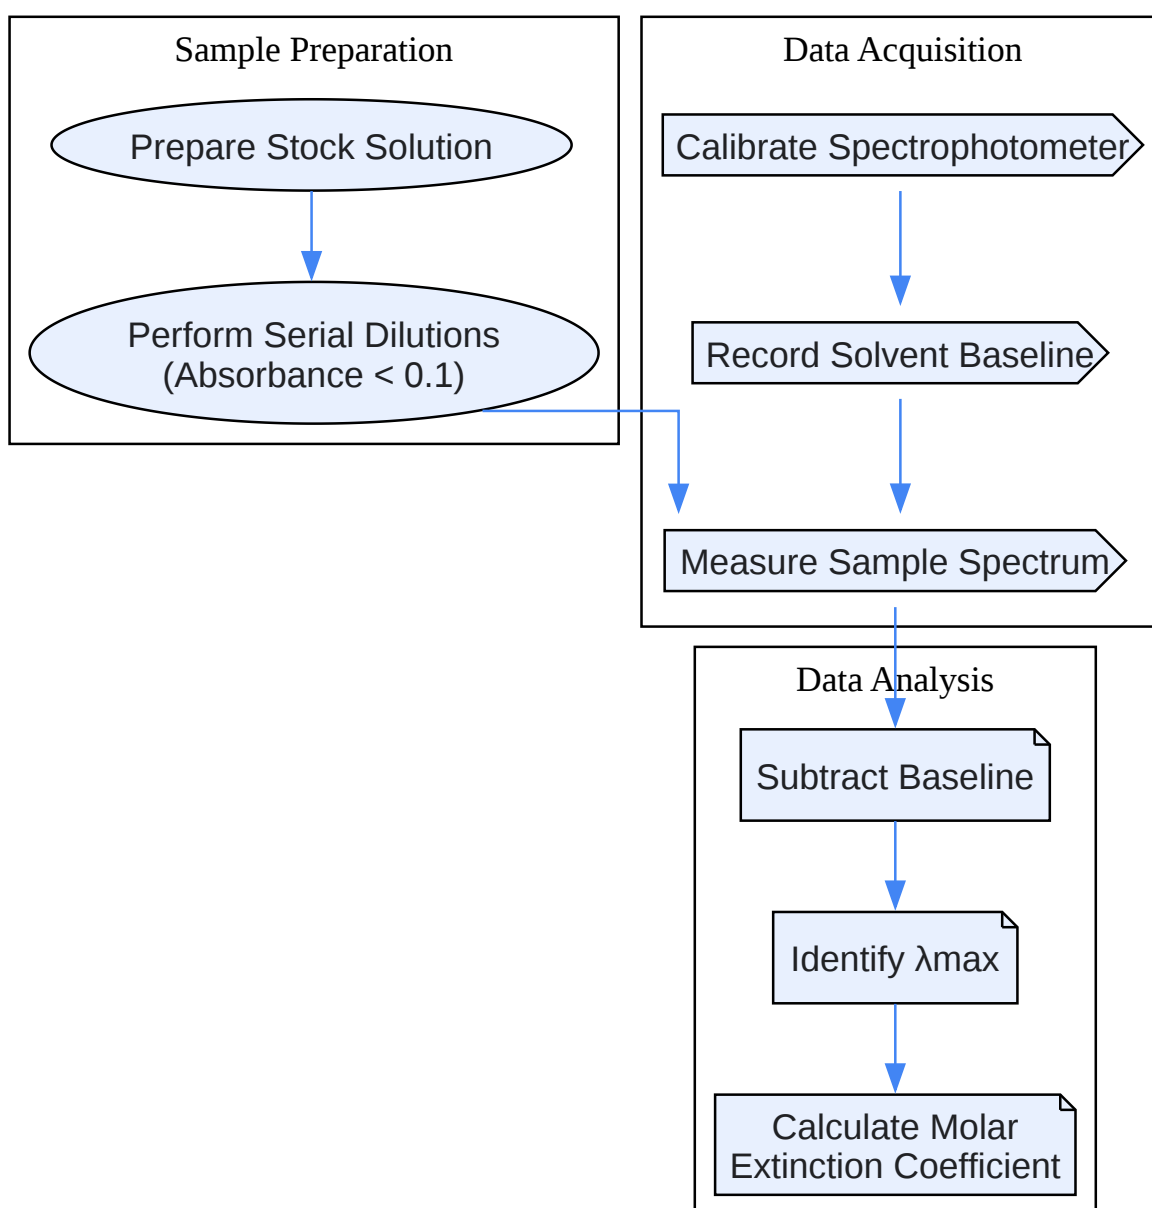 Sample Preparation
Prepare Stock Solution
Perform Serial Dilutions
(Absorbance < 0.1)
Data Acquisition
Calibrate Spectrophotometer
Record Solvent Baseline
Measure Sample Spectrum
Data Analysis
Subtract Baseline
Identify λmax
Calculate Molar
Extinction Coefficient